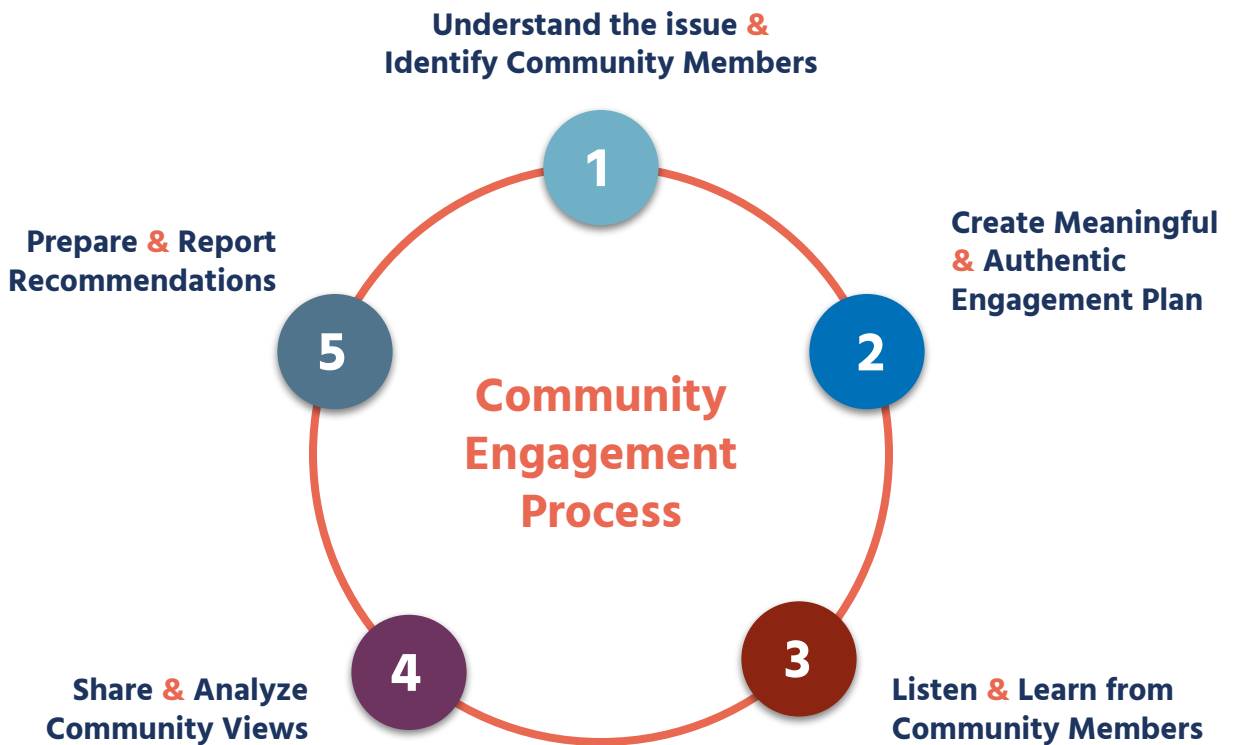 Understand the issue &
Identify Community Members
1
Create Meaningful
& Authentic
Engagement Plan
2
Listen & Learn from
Community Members
3
Share & Analyze
Community Views
4
Prepare & Report
Recommendations
5
Community
Engagement
Process